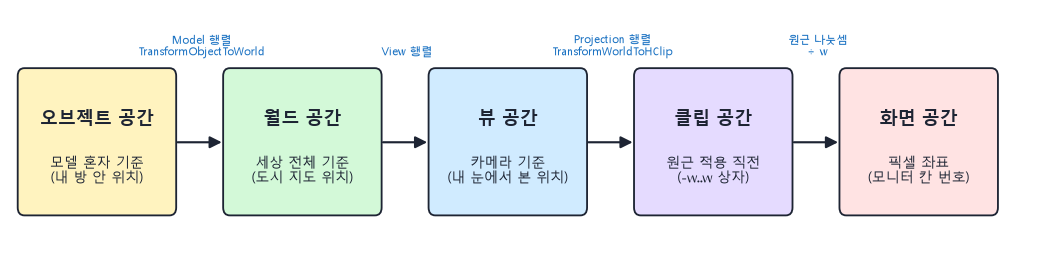 Model 행렬
TransformObjectToWorld
View 행렬
Projection 행렬
TransformWorldToHClip
원근 나눗셈
÷ w
오브젝트 공간
모델 혼자 기준
(내 방 안 위치)
월드 공간
세상 전체 기준
(도시 지도 위치)
뷰 공간
카메라 기준
(내 눈에서 본 위치)
클립 공간
원근 적용 직전
(-w..w 상자)
화면 공간
픽셀 좌표
(모니터 칸 번호)